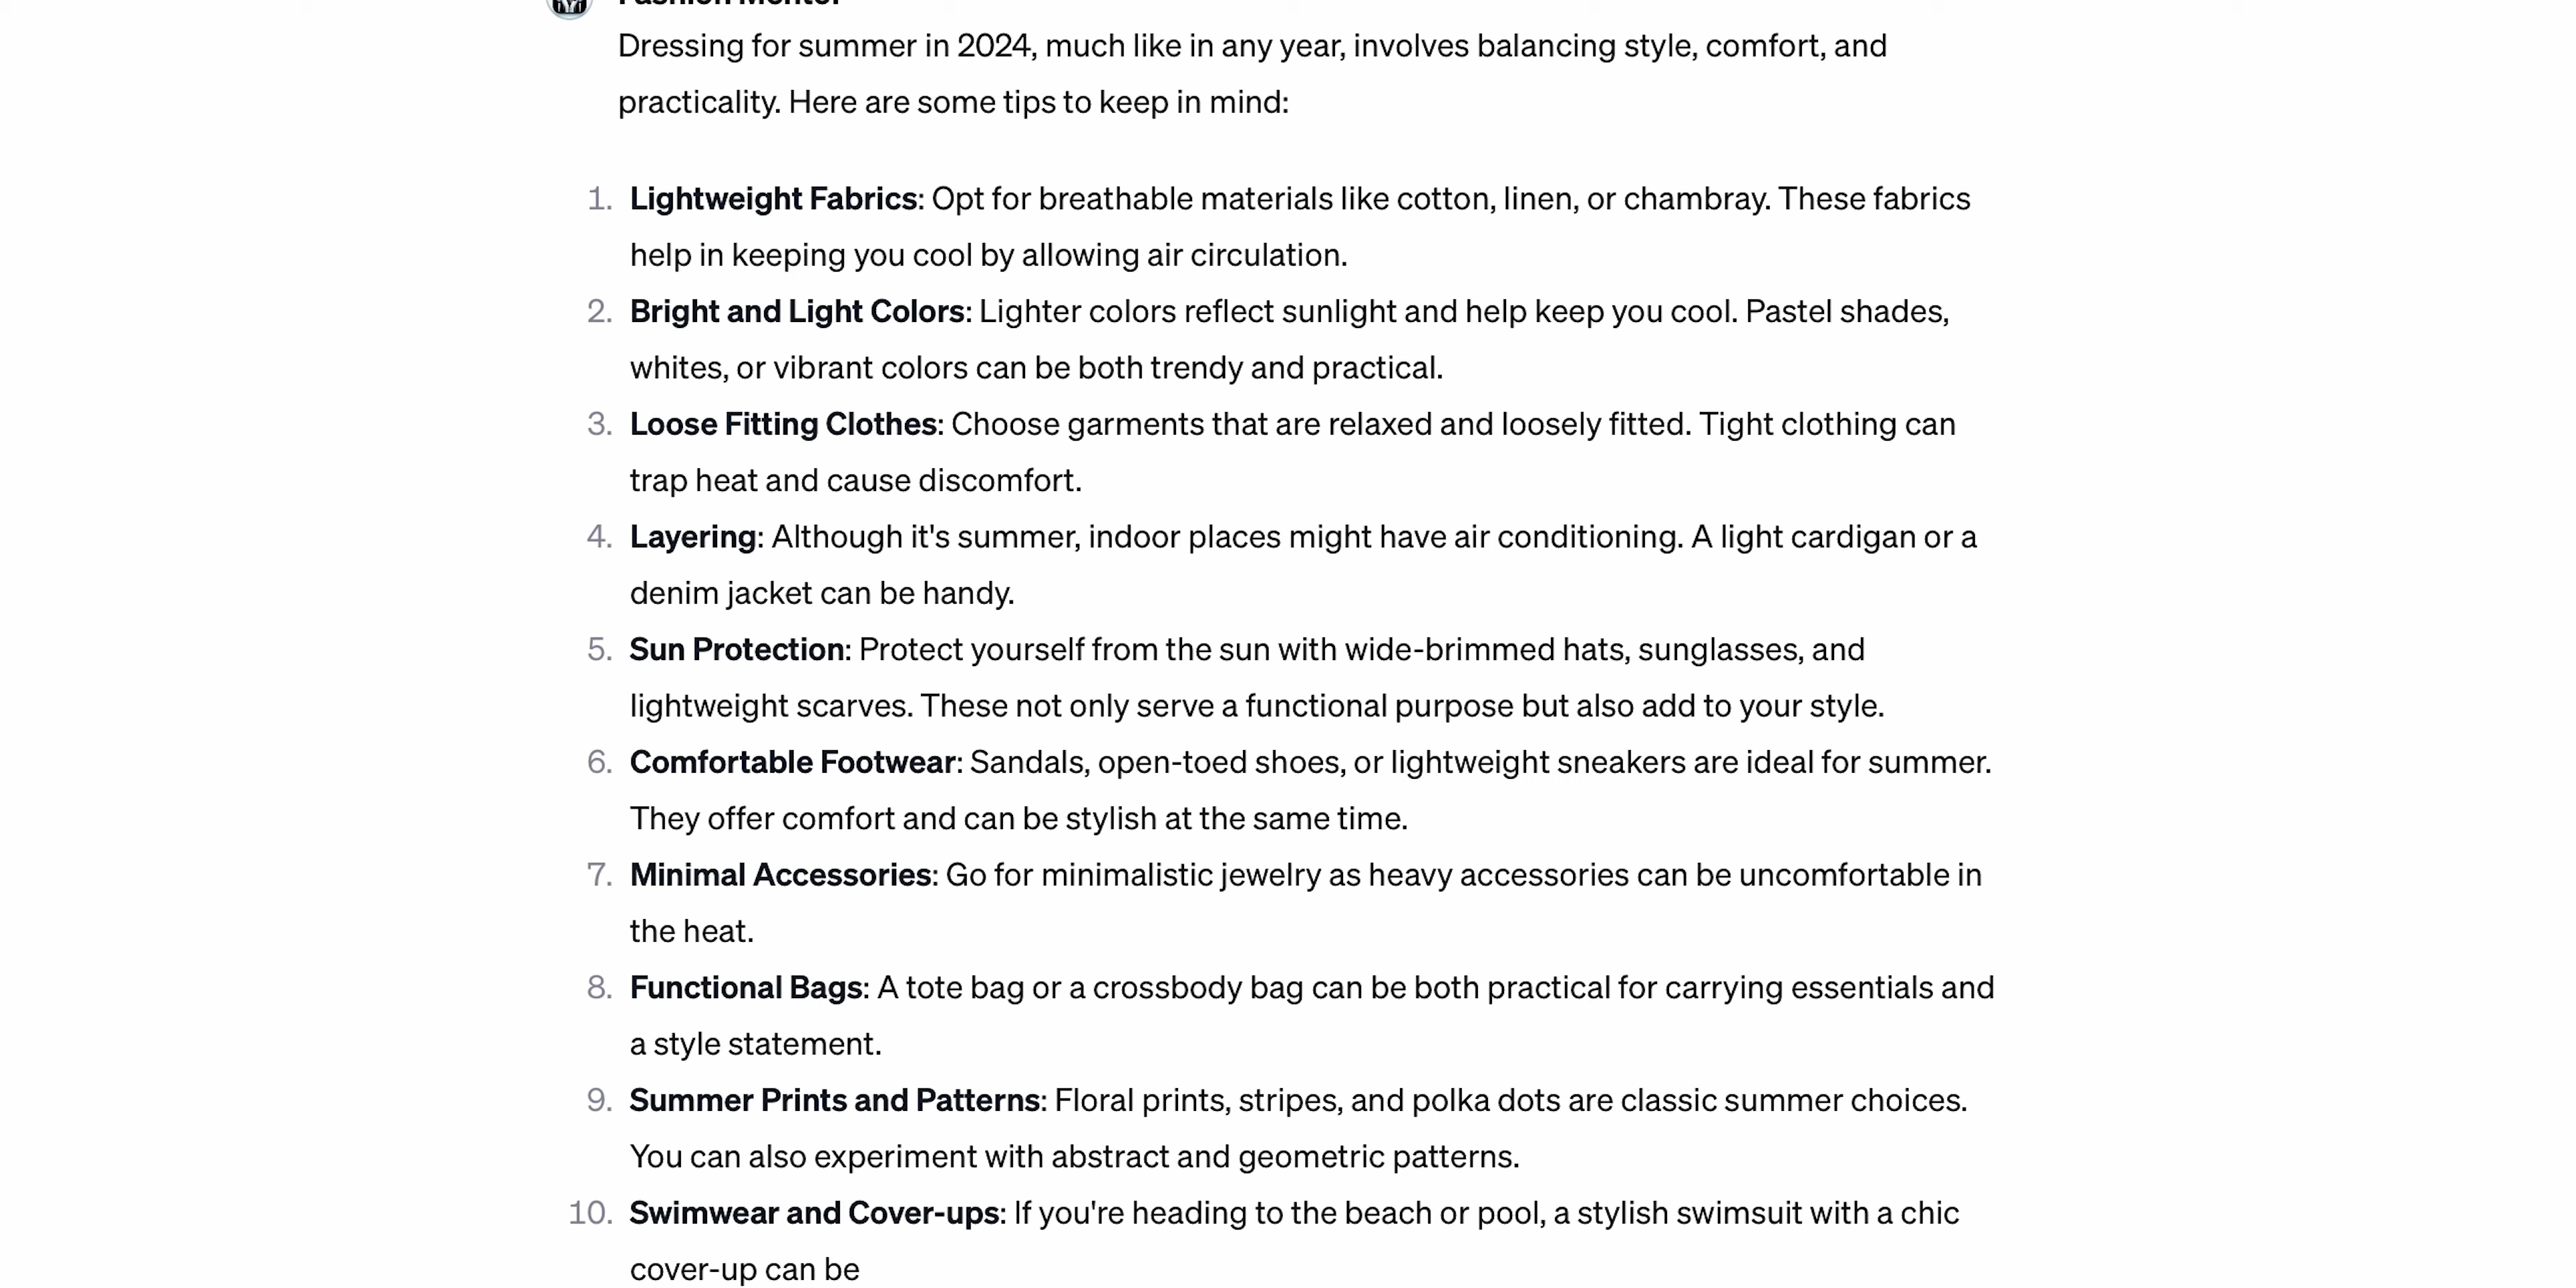 Fashion Mentor
Dressing for summer in 2024, much like in any year, involves balancing style, comfort, and
practicality. Here are some tips to keep in mind:
1. Lightweight Fabrics: Opt for breathable materials like cotton, linen, or chambray. These fabrics
help in keeping you cool by allowing air circulation.
2. Bright and Light Colors: Lighter colors reflect sunlight and help keep you cool. Pastel shades,
whites, or vibrant colors can be both trendy and practical.
3. Loose Fitting Clothes: Choose garments that are relaxed and loosely fitted. Tight clothing can
trap heat and cause discomfort.
4. Layering: Although it's summer, indoor places might have air conditioning. A light cardigan or a
denim jacket can be handy.
5. Sun Protection: Protect yourself from the sun with wide-brimmed hats, sunglasses, and
lightweight scarves. These not only serve a functional purpose but also add to your style.
6. Comfortable Footwear: Sandals, open-toed shoes, or lightweight sneakers are ideal for summer.
They offer comfort and can be stylish at the same time.
7. Minimal Accessories: Go for minimalistic jewelry as heavy accessories can be uncomfortable in
the heat.
8. Functional Bags: A tote bag or a crossbody bag can be both practical for carrying essentials and
a style statement.
9. Summer Prints and Patterns: Floral prints, stripes, and polka dots are classic summer choices.
You can also experiment with abstract and geometric patterns.
10. Swimwear and Cover-ups: If you're heading to the beach or pool, a stylish swimsuit with a chic
cover-up can be